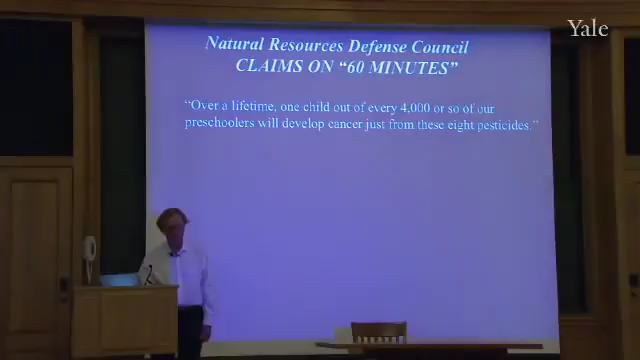 Yale
Natural Resources Defense Council
CLAIMS ON “60 MINUTES”
“Over a lifetime, one child out of every 4,000 or so of our
preschoolers will develop cancer just from these eight pesticides.”